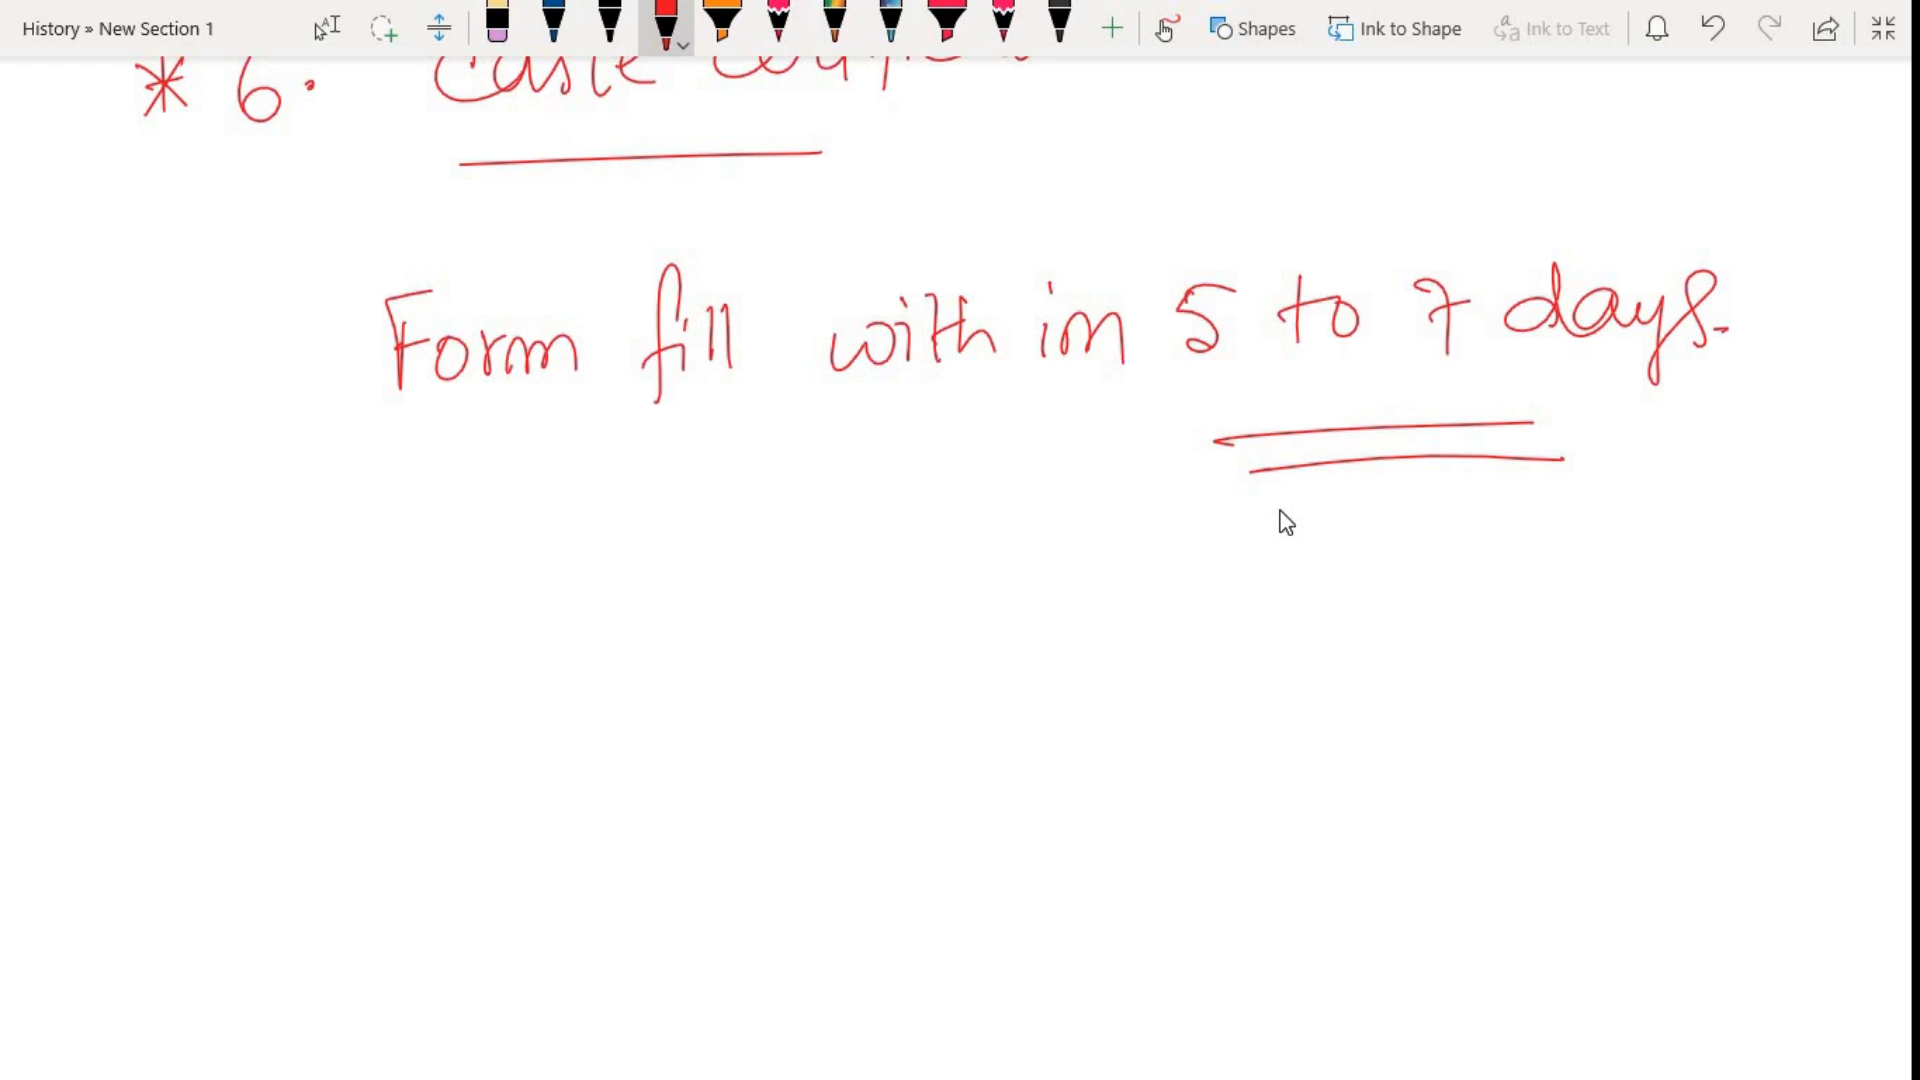 History » New Section 1
Shapes
Ink to Shape
Ink to Text
* 6. Caste
Form fill with in 5 to 7 days.